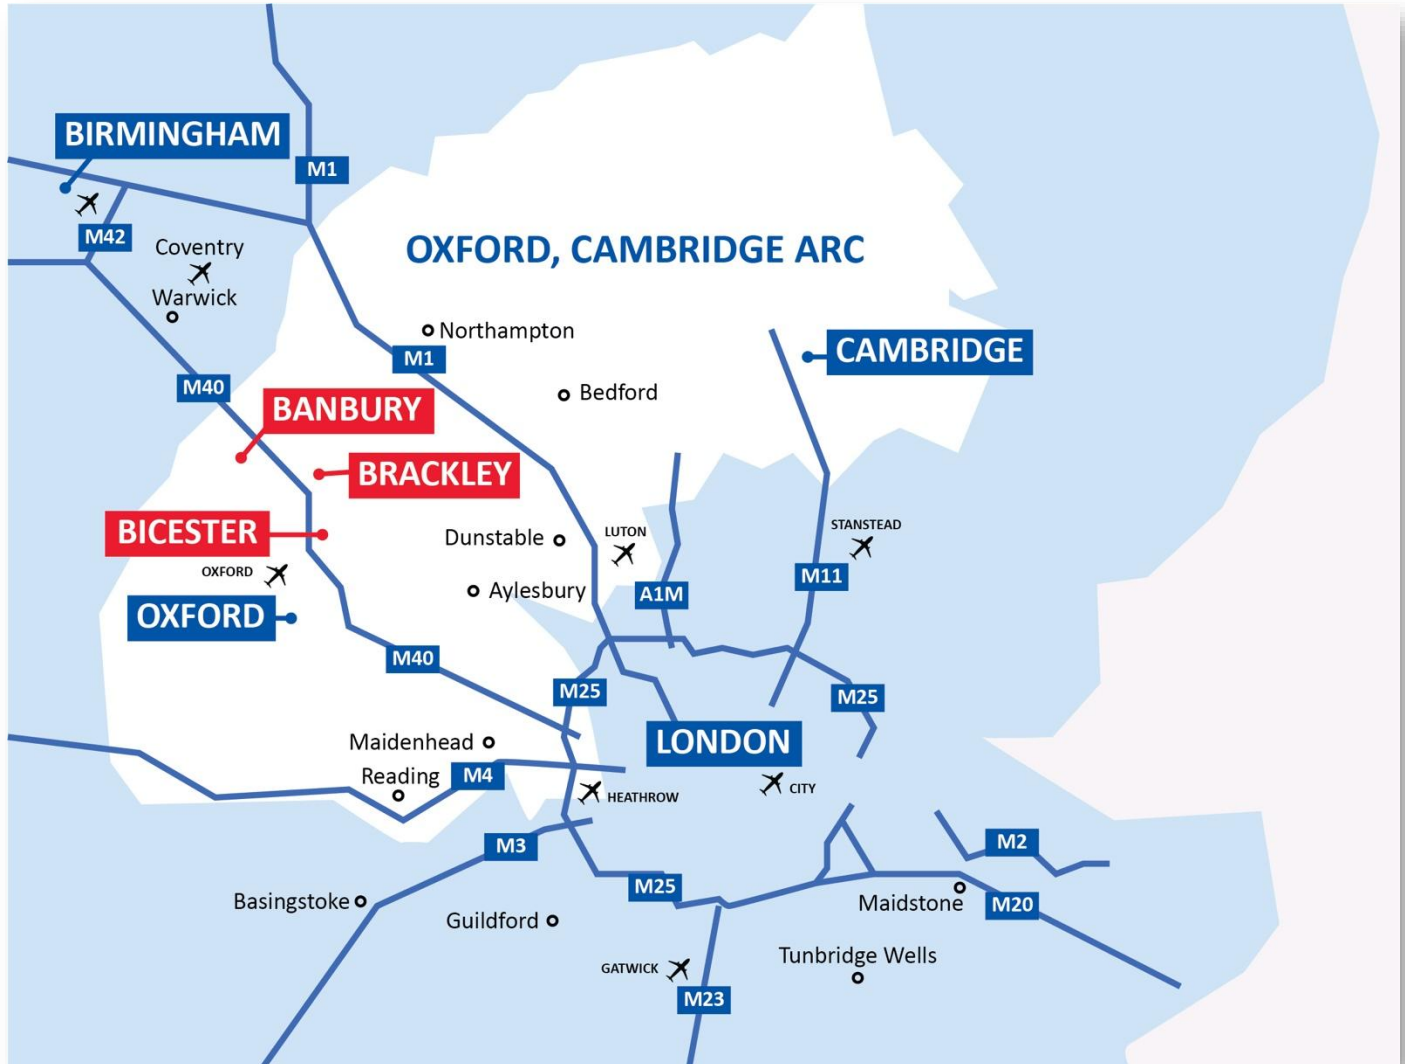 BIRMINGHAM
M1
M42
Coventry
OXFORD, CAMBRIDGE ARC
Warwick
Northampton
M1
CAMBRIDGE
M40
Bedford
BANBURY
BRACKLEY
BICESTER
Dunstable
LUTON
STANSTEAD
OXFORD
M11
Aylesbury
A1M
OXFORD
M40
M25
M25
Maidenhead
LONDON
Reading
M4
CITY
HEATHROW
M3
M2
M25
Basingstoke
Maidstone
M20
Guildford
Tunbridge Wells
GATWICK
M23